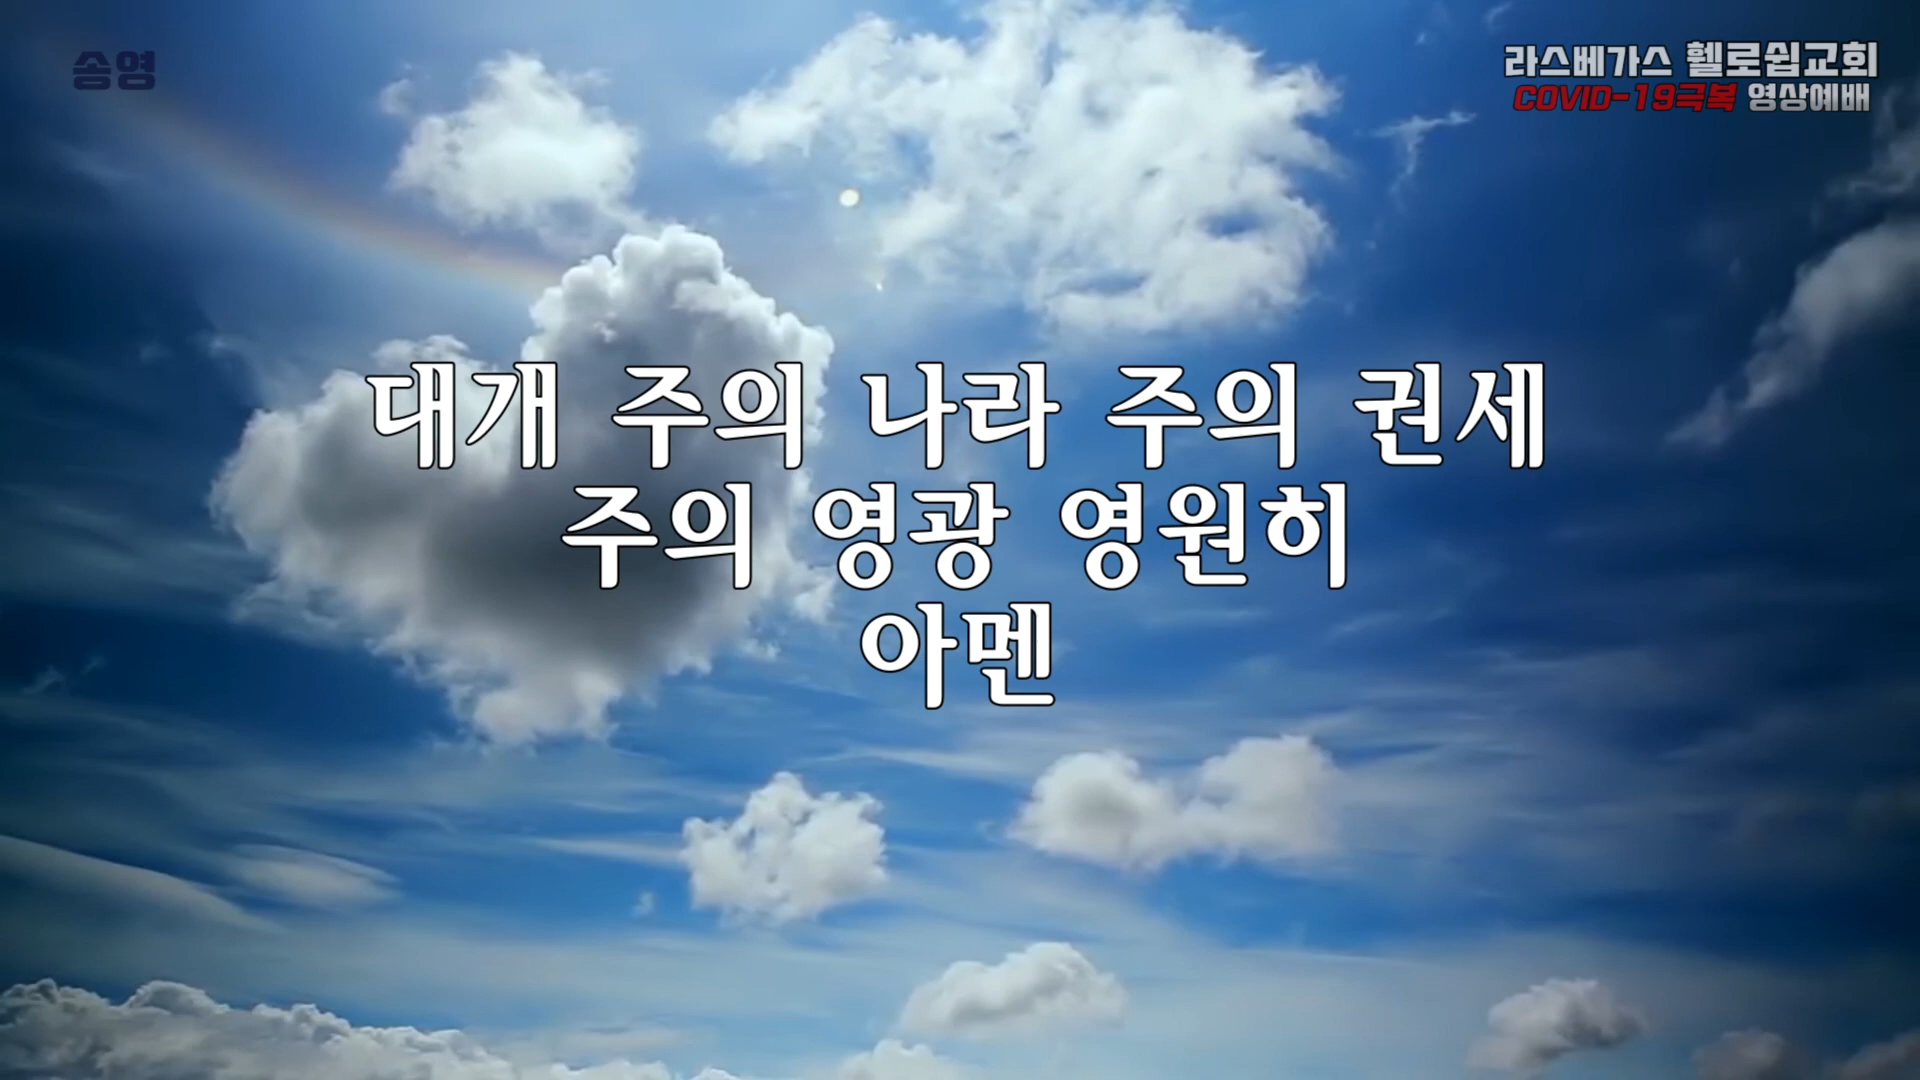 송영
라스베가스 휄로쉽교회
COVID-19극복 영상예배
대개 주의 나라 주의 권세
주의 영광 영원히
아멘